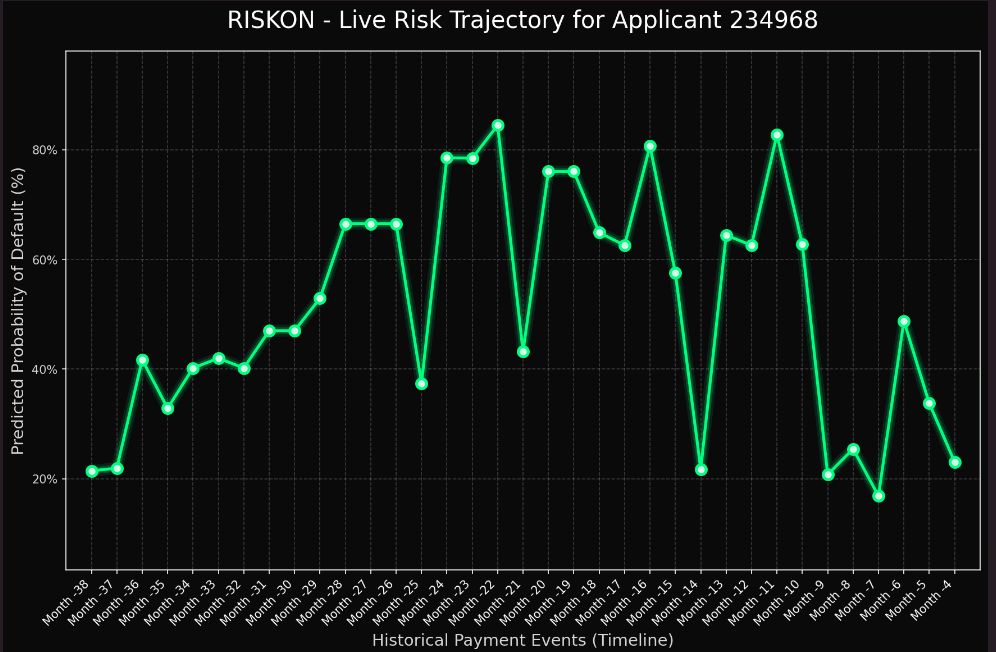 RISKON - Live Risk Trajectory for Applicant 234968
Predicted Probability of Default (%)
80%
60%
40%
20%
Month -38
Month -37
Month -36
Month -35
Month -34
Month -33
Month -32
Month -31
Month -30
Month -29
Month -28
Month -27
Month -26
Month -25
Month -24
Month -23
Month -22
Month -21
Month -20
Month -19
Month -18
Month -17
Month -16
Month -15
Month -14
Month -13
Month -12
Month -11
Month -10
Month -9
Month -8
Month -7
Month -6
Month -5
Month -4
Historical Payment Events (Timeline)